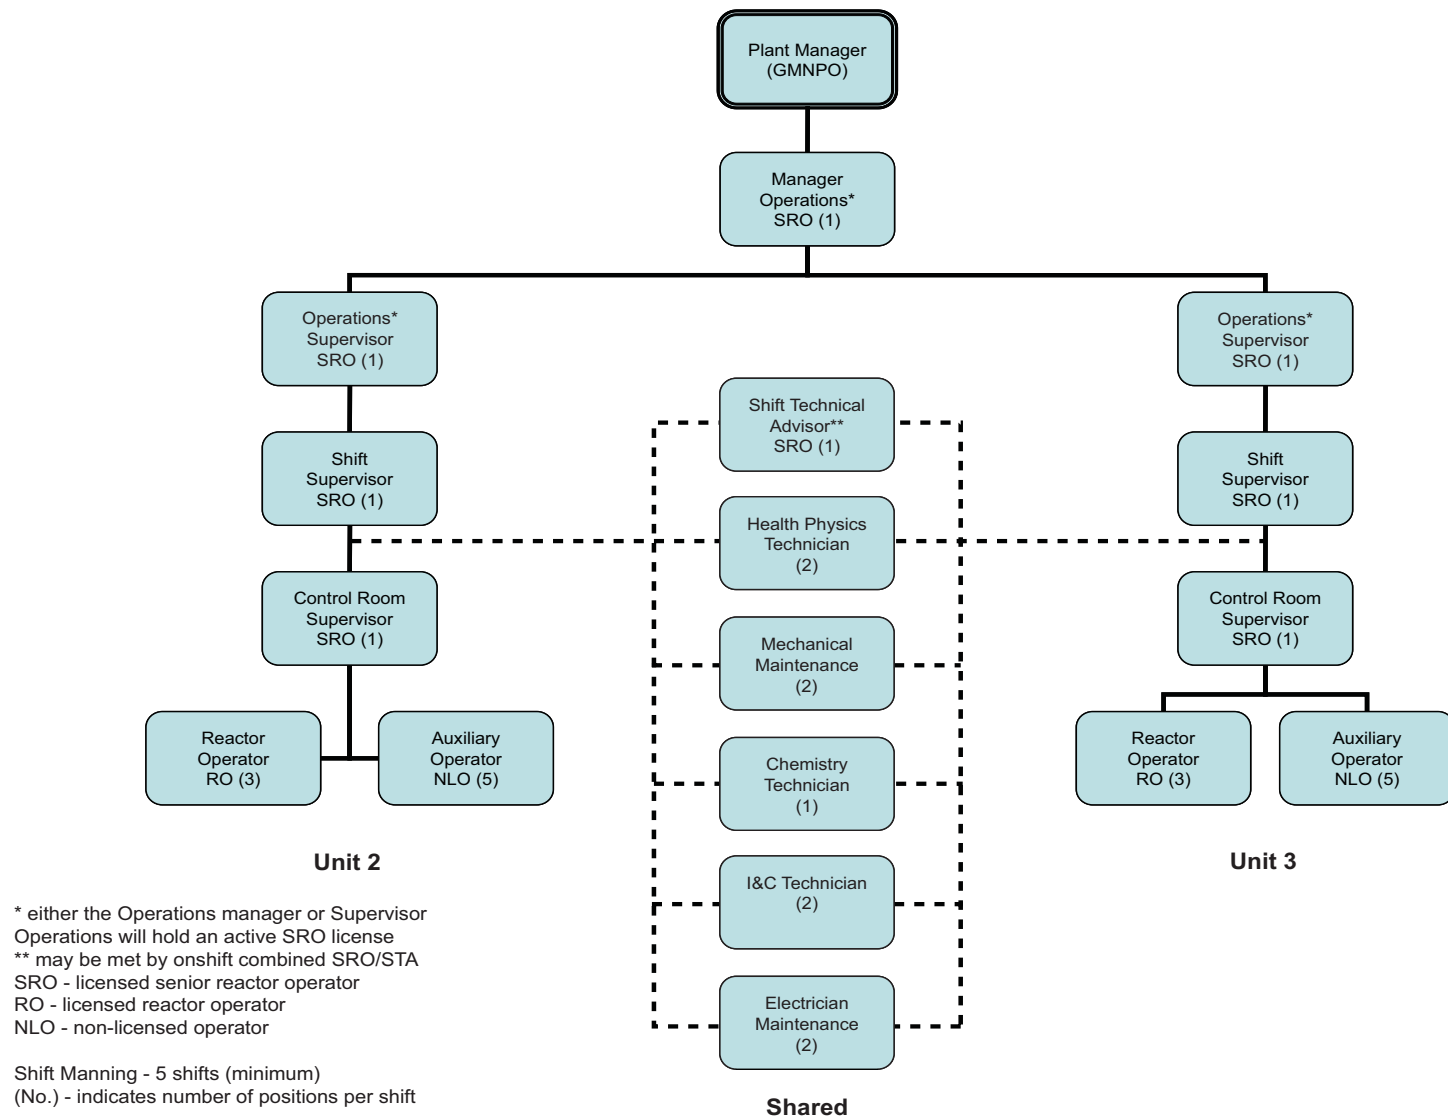 Plant Manager
(GMNPO)
Manager
Operations*
SRO (1)
Operations*
Supervisor
SRO (1)
Shift
Supervisor
SRO (1)
Control Room
Supervisor
SRO (1)
Reactor
Operator
RO (3)
Auxiliary
Operator
NLO (5)
Unit 2
Shift Technical
Advisor**
SRO (1)
Health Physics
Technician
(2)
Mechanical
Maintenance
(2)
Chemistry
Technician
(1)
I&C Technician
(2)
Electrician
Maintenance
(2)
Shared
Operations*
Supervisor
SRO (1)
Shift
Supervisor
SRO (1)
Control Room
Supervisor
SRO (1)
Reactor
Operator
RO (3)
Auxiliary
Operator
NLO (5)
Unit 3
* either the Operations manager or Supervisor
Operations will hold an active SRO license
** may be met by onshift combined SRO/STA
SRO - licensed senior reactor operator
RO - licensed reactor operator
NLO - non-licensed operator
Shift Manning - 5 shifts (minimum)
(No.) - indicates number of positions per shift